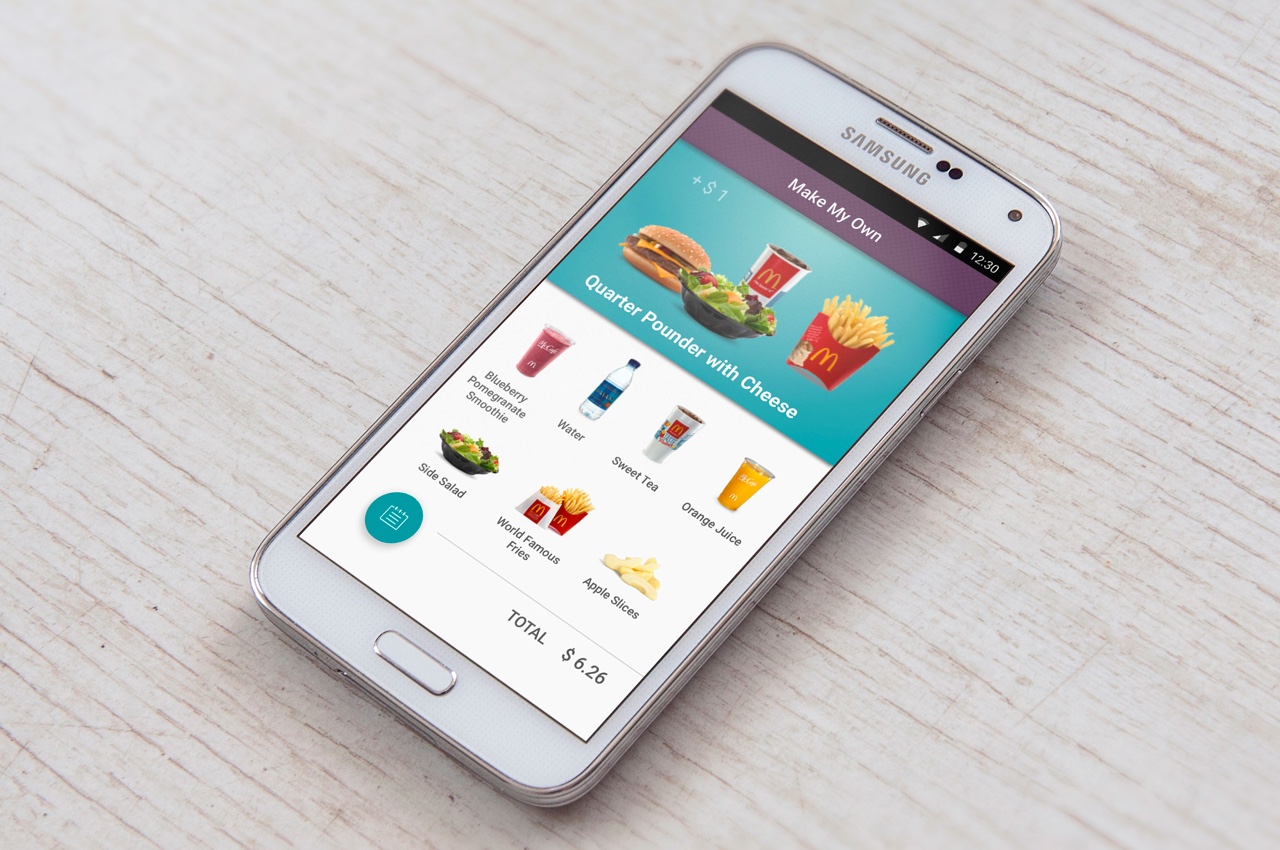 SAMSUNG
12:30
Make My Own
+ $ 1
Quarter Pounder with Cheese
Blueberry
Pomegranate
Smoothie
Water
Sweet Tea
Orange Juice
Side Salad
World Famous
Fries
Apple Slices
TOTAL
$ 6.26